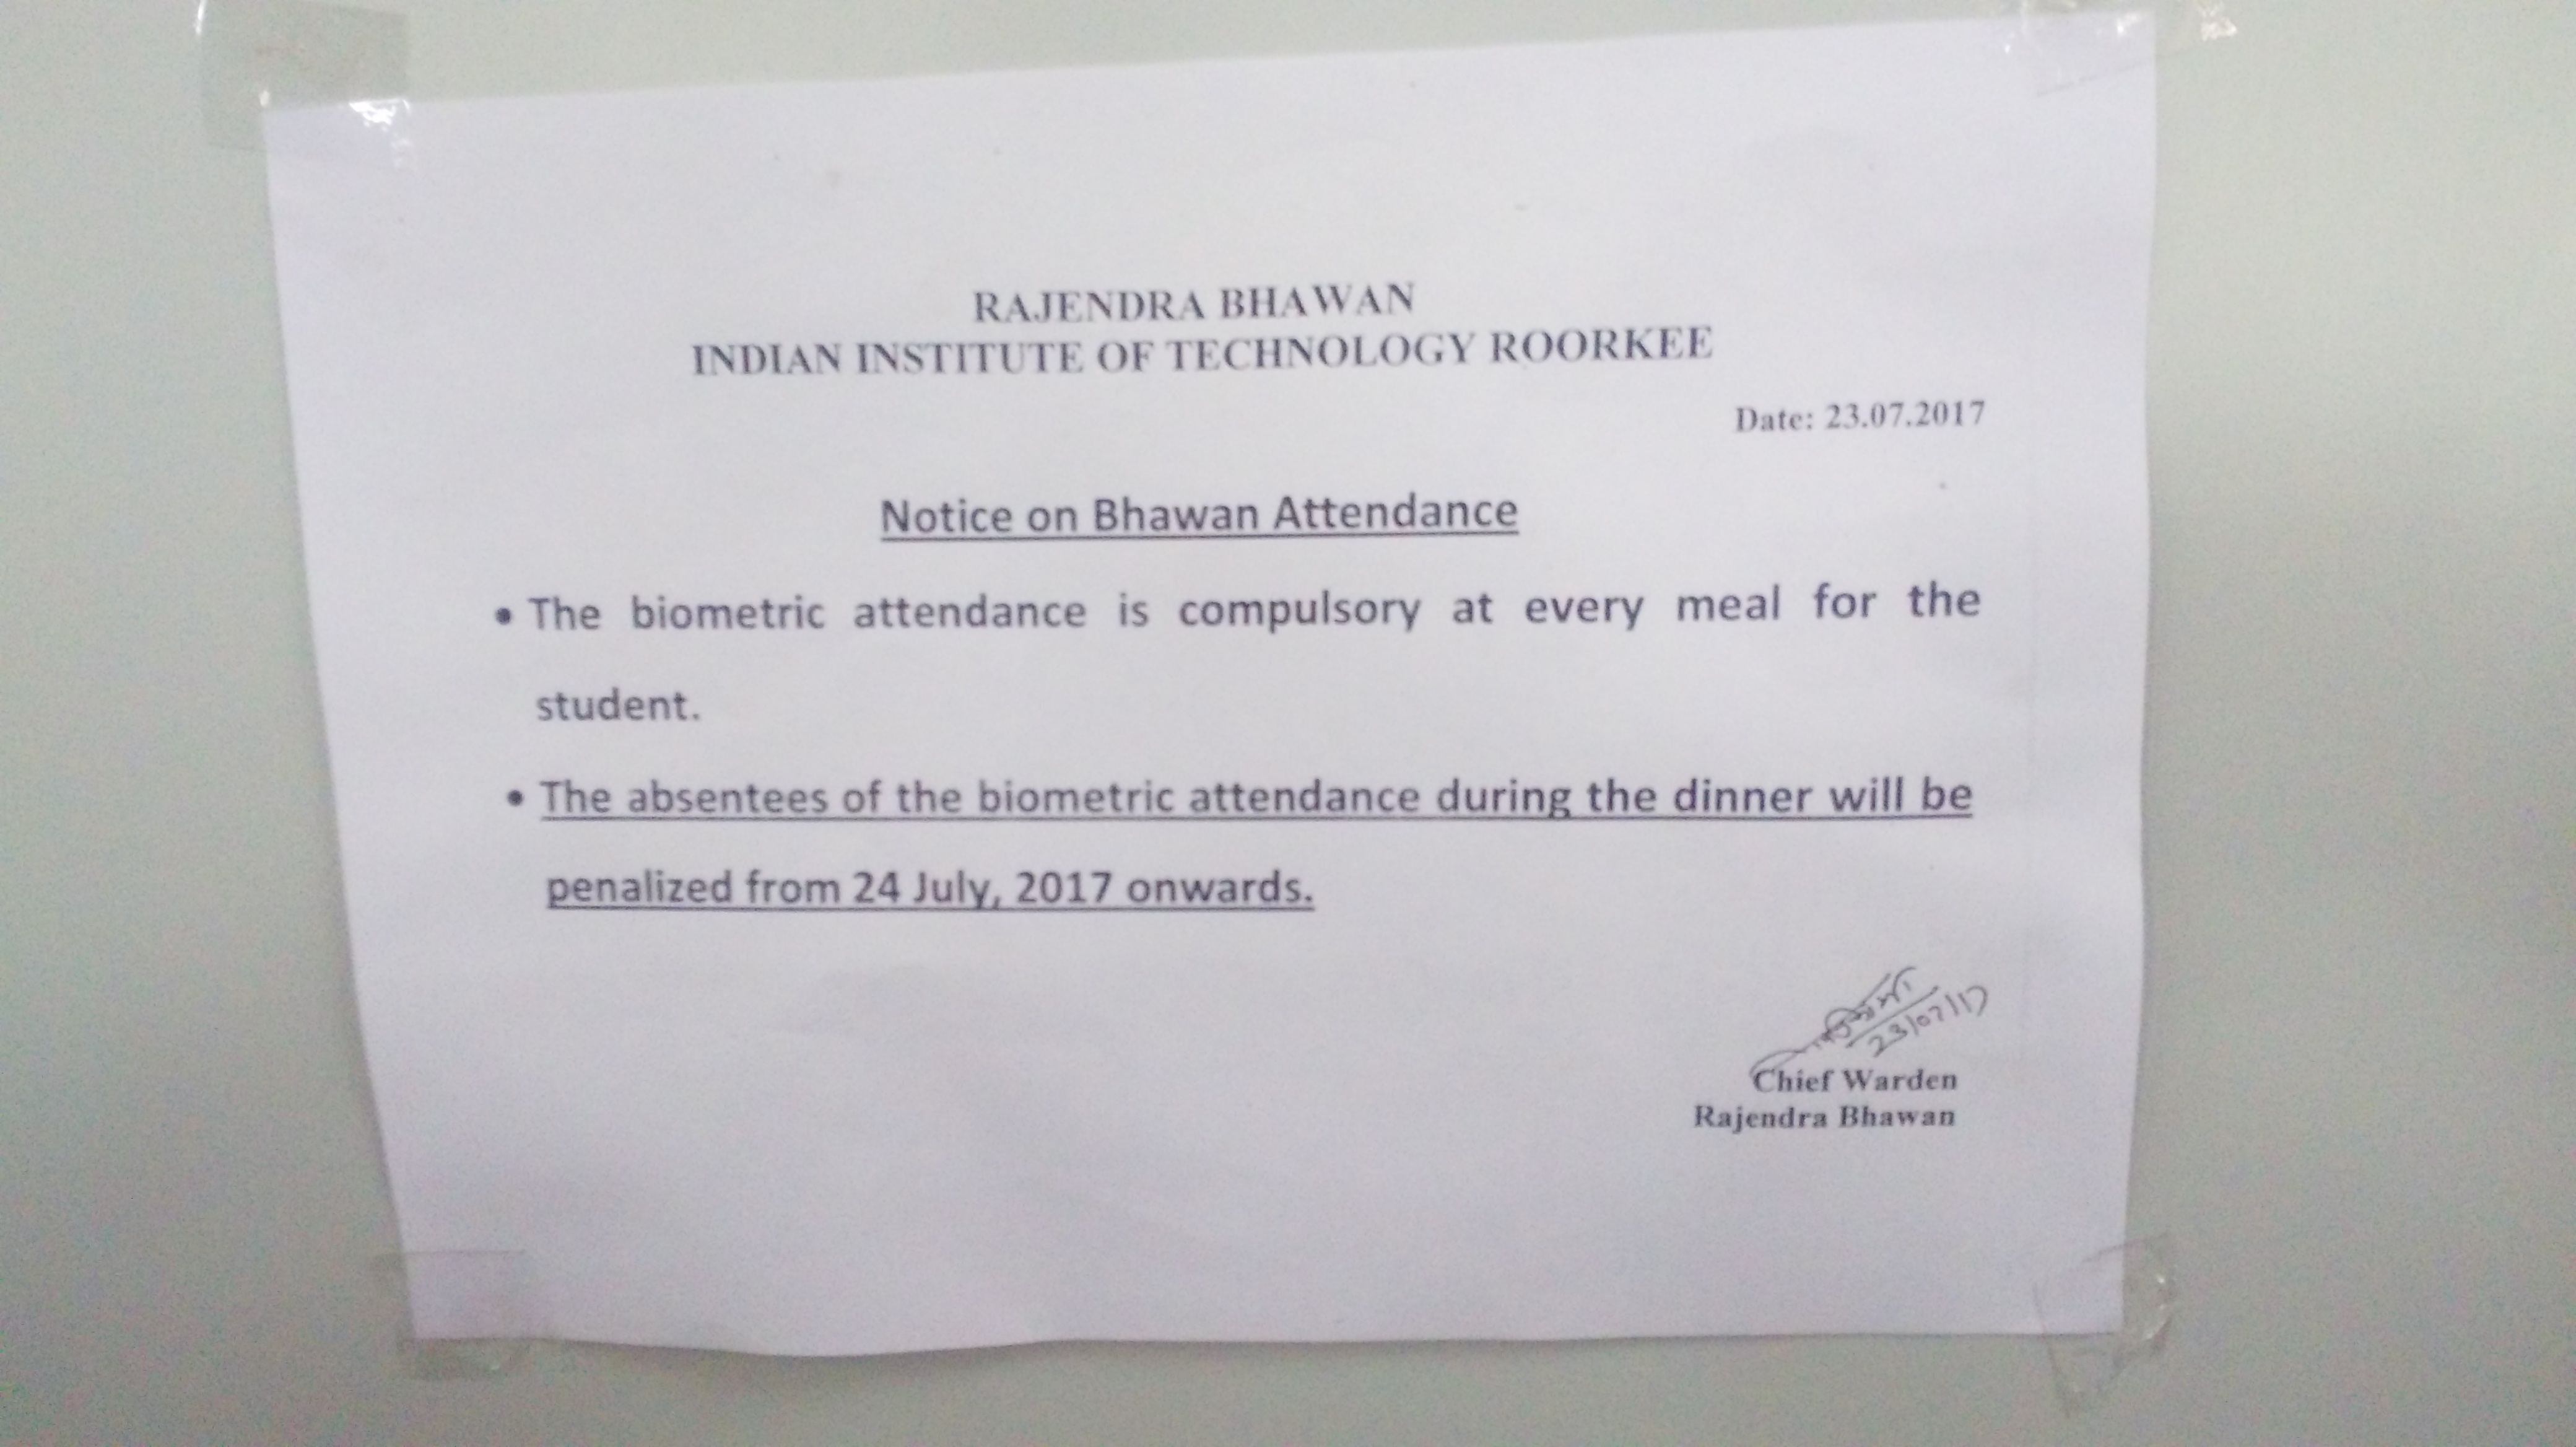 RAJENDRA BHAWAN
INDIAN INSTITUTE OF TECHNOLOGY ROORKEE
Date: 23.07.2017
Notice on Bhawan Attendance
• The biometric attendance is compulsory at every meal for the
student.
• The absentees of the biometric attendance during the dinner will be
penalized from 24 July, 2017 onwards.
23/07/17
Chief Warden
Rajendra Bhawan